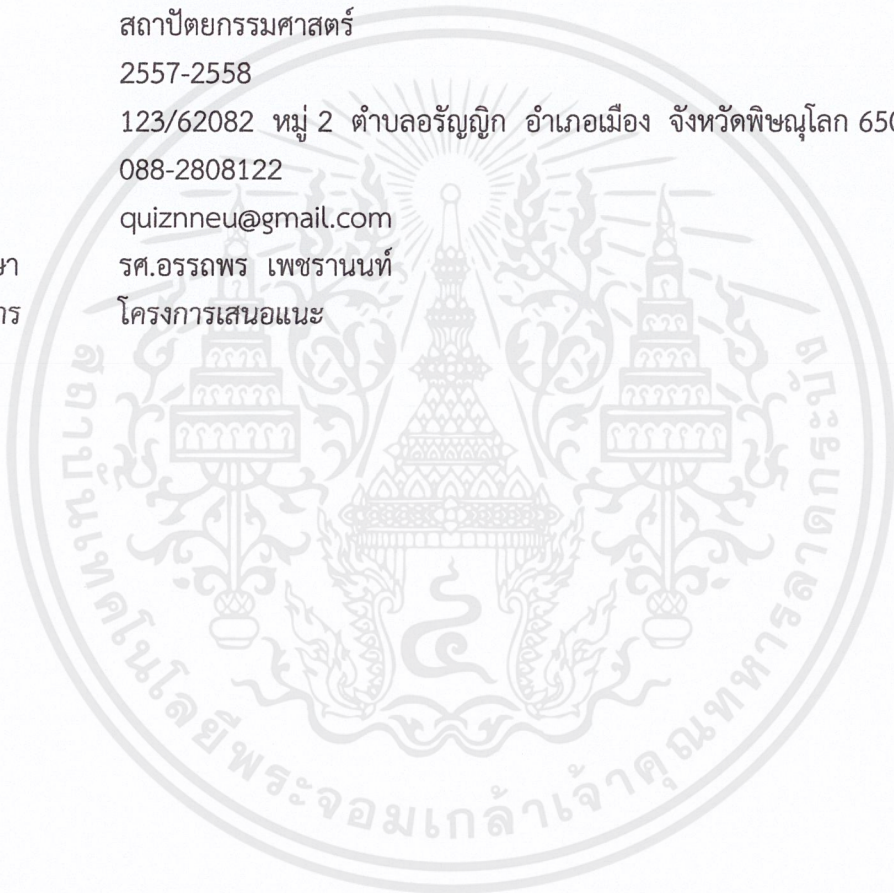 สถาปัตยกรรมศาสตร์
2557-2558
123/62082 หมู่ 2 ตำบลอรัญญิก อำเภอเมือง จังหวัดพิษณุโลก
088-2808122
quiznneu@gmail.com
รศ.อรรถพร เพชรานนท์
โครงการเสนอแนะ
สถาบันเทคโนโลยีพระจอมเกล้าเจ้าคุณทหารลาดกระบัง
๔